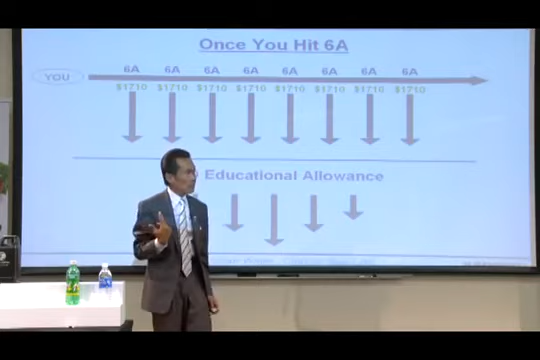 Once You Hit 6A
YOU
6A 6A 6A 6A 6A 6A 6A 6A
$1710 $1710 $1710 $1710 $1710 $1710 $1710 $1710
Educational Allowance